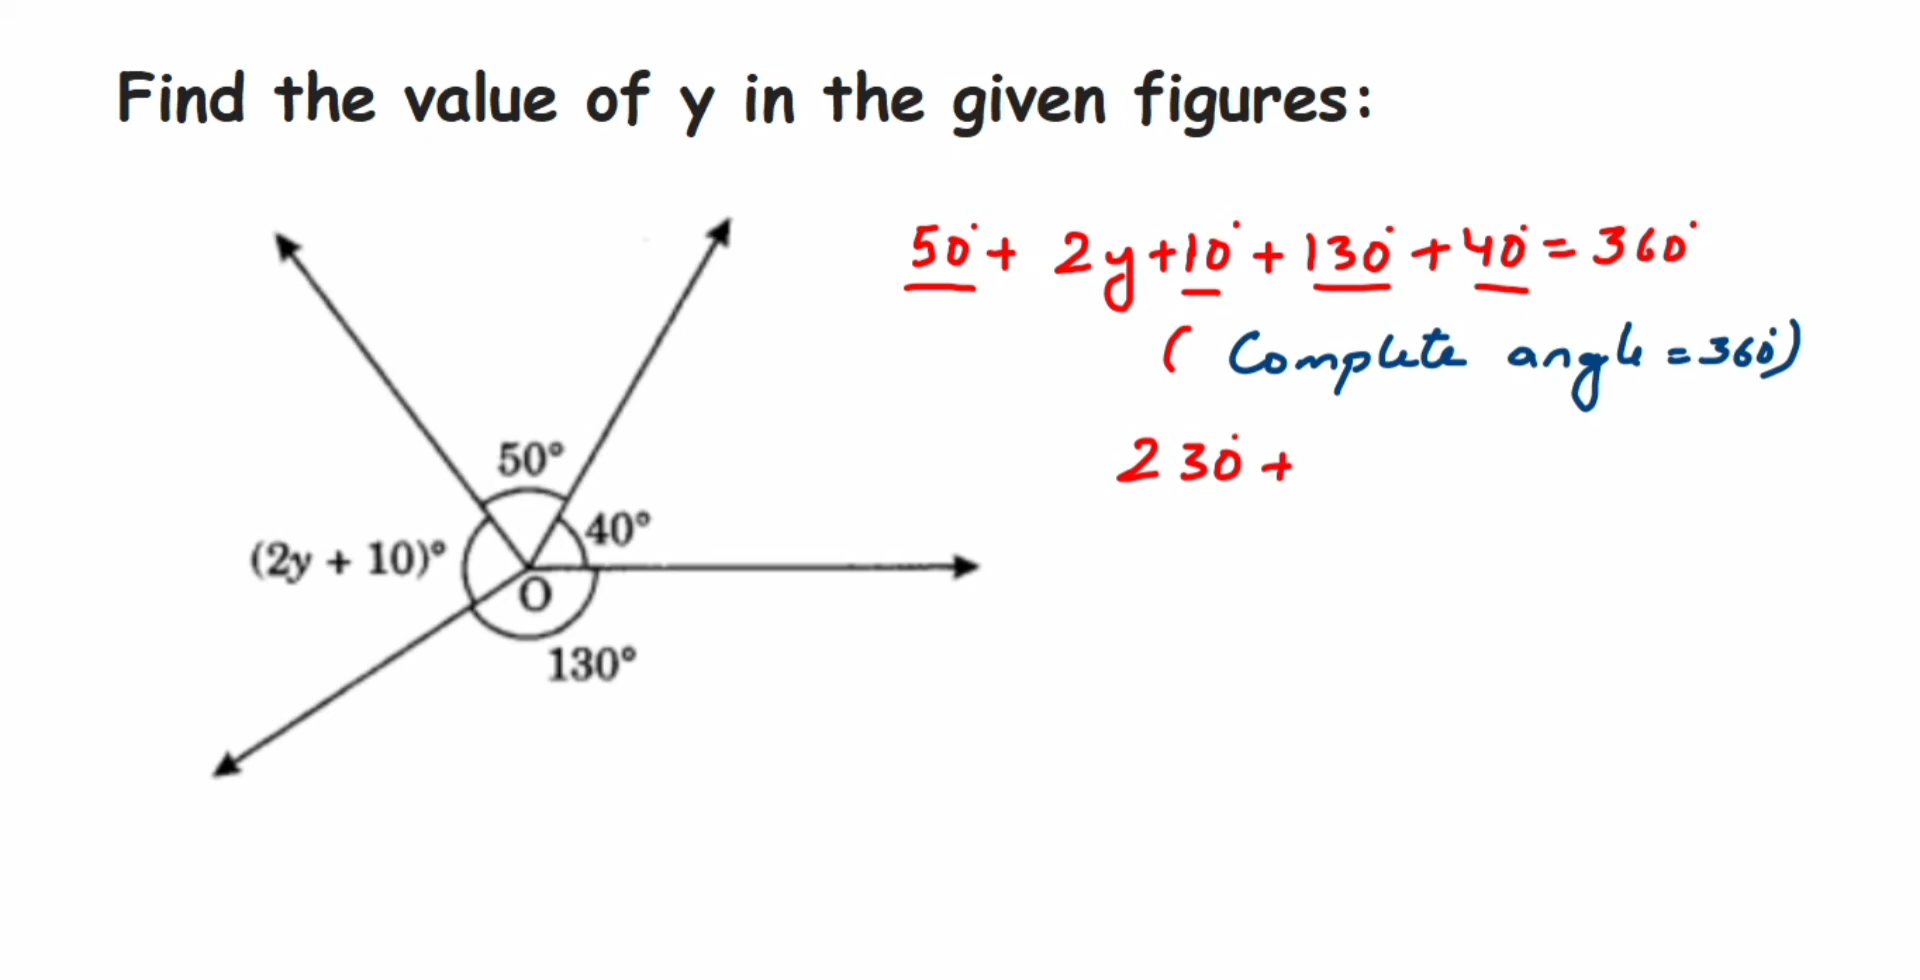 Find the value of y in the given figures:
50° + 2y + 10° + 130° + 40° = 360°
( Complete angle = 360°)
230° +
50°
40°
(2y + 10)°
O
130°